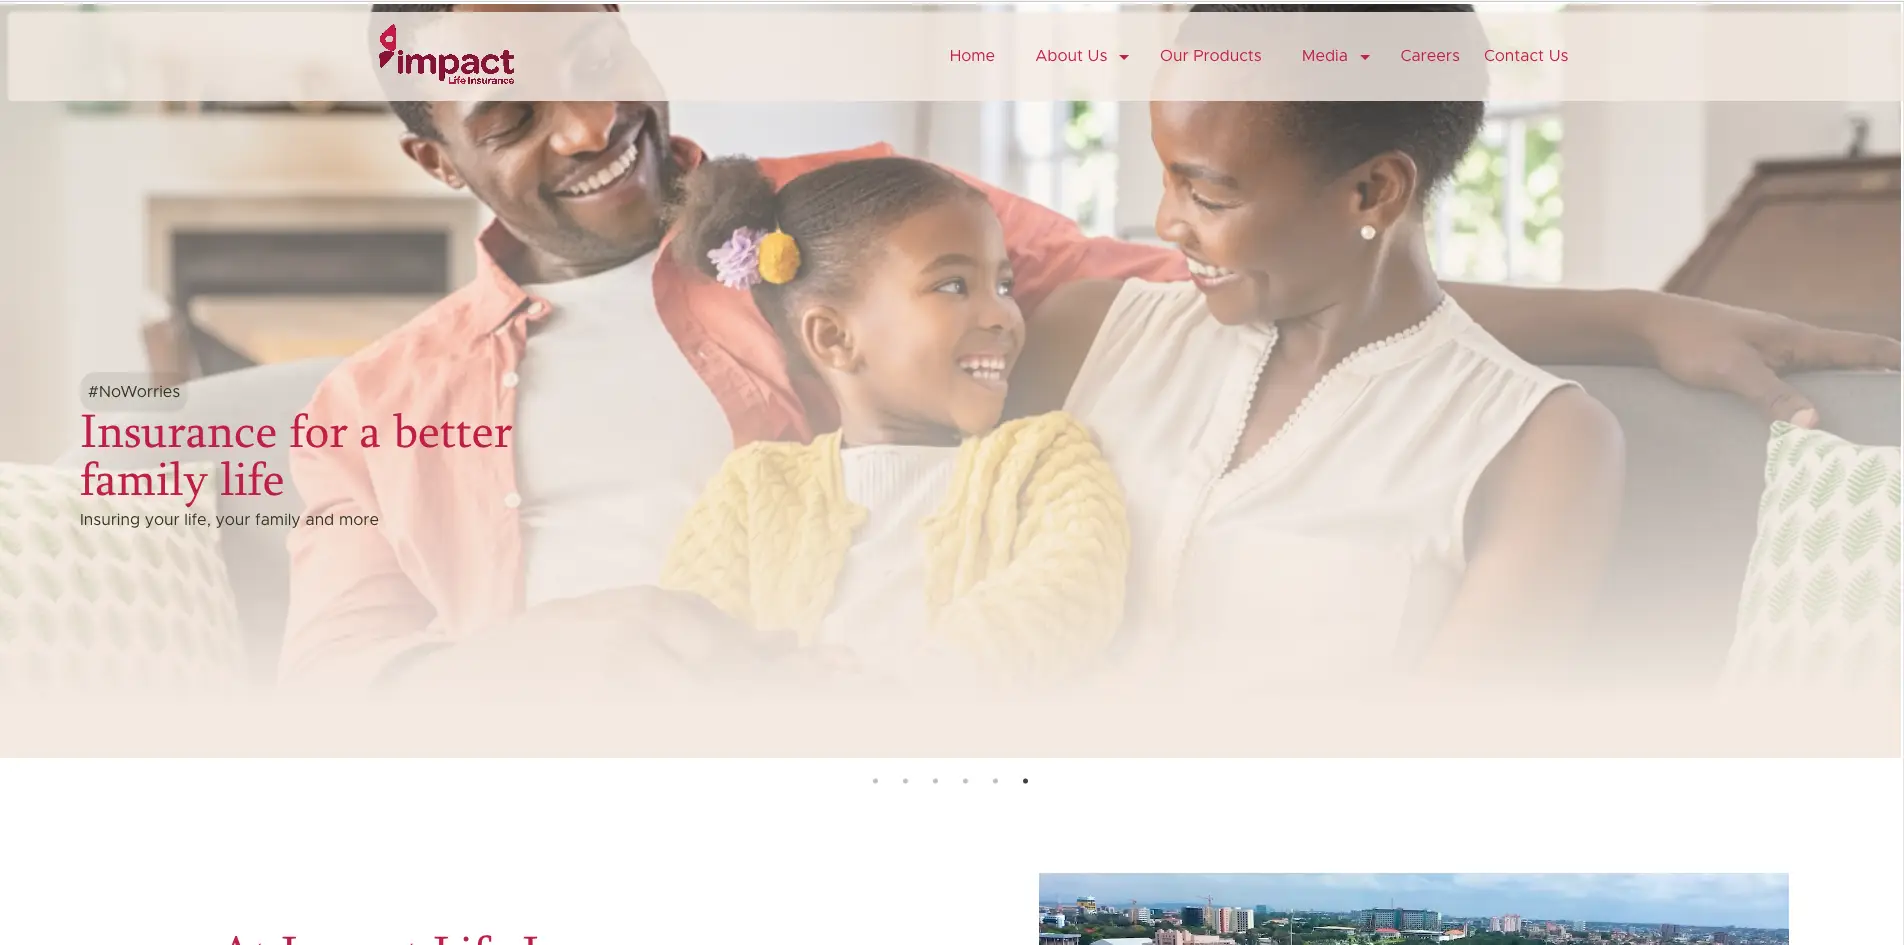 impact
Life Insurance
Home
About Us
Our Products
Media
Careers
Contact Us
#NoWorries
Insurance for a better
family life
Insuring your life, your family and more